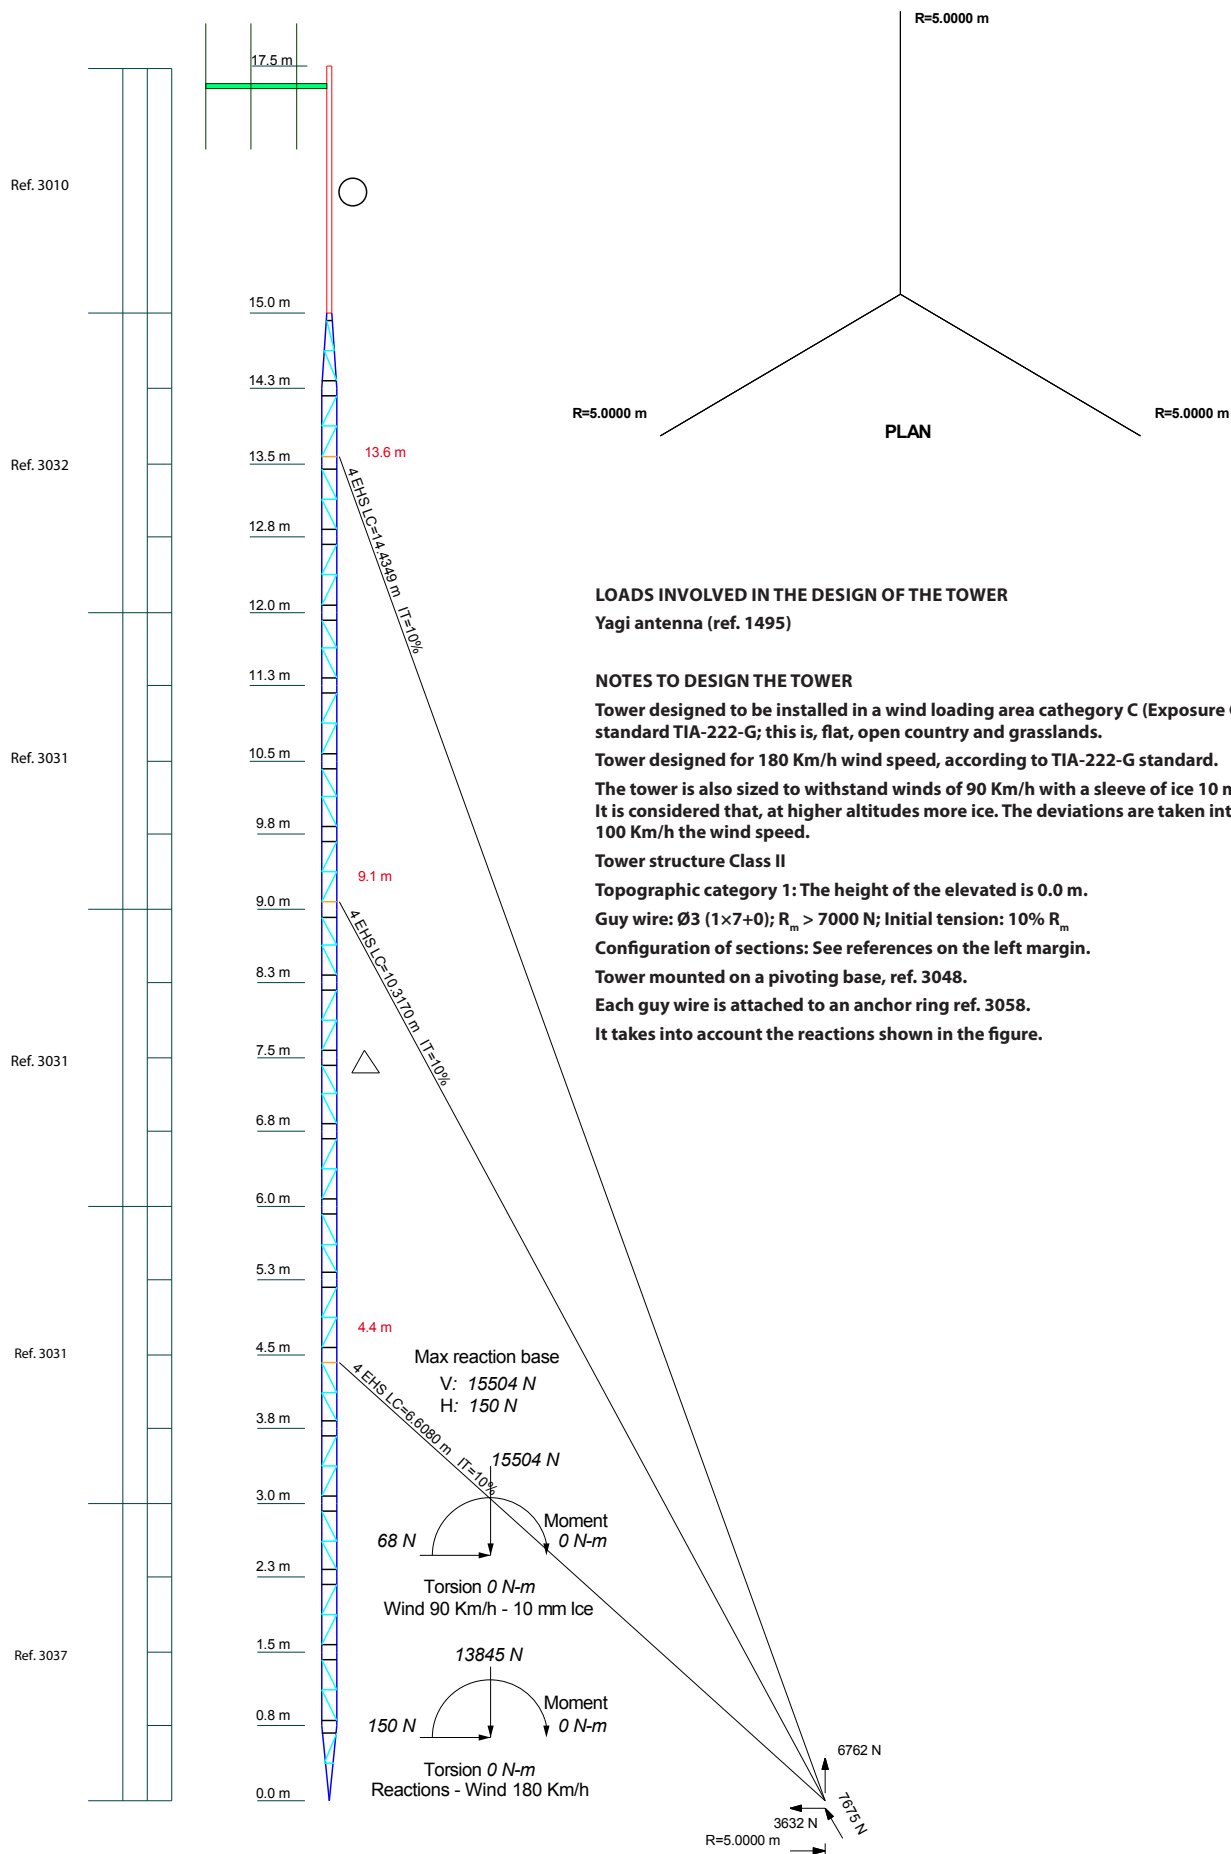 R=5.0000 m
17.5 m
Ref. 3010
15.0 m
14.3 m
R=5.0000 m
R=5.0000 m
PLAN
13.6 m
13.5 m
Ref. 3032
4 EHS LC=14.4349 m IT=10%
12.8 m
12.0 m
11.3 m
Ref. 3031
10.5 m
9.8 m
9.1 m
9.0 m
4 EHS LC=10.3170 m IT=10%
8.3 m
7.5 m
Ref. 3031
6.8 m
6.0 m
5.3 m
4.4 m
4.5 m
Ref. 3031
4 EHS LC=6.6080 m IT=10%
3.8 m
3.0 m
2.3 m
1.5 m
Ref. 3037
0.8 m
0.0 m
LOADS INVOLVED IN THE DESIGN OF THE TOWER
Yagi antenna (ref. 1495)
NOTES TO DESIGN THE TOWER
Tower designed to be installed in a wind loading area cathegory C (Exposure
standard TIA-222-G; this is, flat, open country and grasslands.
Tower designed for 180 Km/h wind speed, according to TIA-222-G standard.
The tower is also sized to withstand winds of 90 Km/h with a sleeve of ice 10
It is considered that, at higher altitudes more ice. The deviations are taken
100 Km/h the wind speed.
Tower structure Class II
Topographic category 1: The height of the elevated is 0.0 m.
Guy wire: Ø3 (1×7+0); Rm > 7000 N; Initial tension: 10% Rm
Configuration of sections: See references on the left margin.
Tower mounted on a pivoting base, ref. 3048.
Each guy wire is attached to an anchor ring ref. 3058.
It takes into account the reactions shown in the figure.
Max reaction base
V: 15504 N
H: 150 N
15504 N
Moment
68 N
0 N-m
Torsion 0 N-m
Wind 90 Km/h - 10 mm Ice
13845 N
Moment
150 N
0 N-m
Torsion 0 N-m
Reactions - Wind 180 Km/h
6762 N
3632 N
7675 N
R=5.0000 m